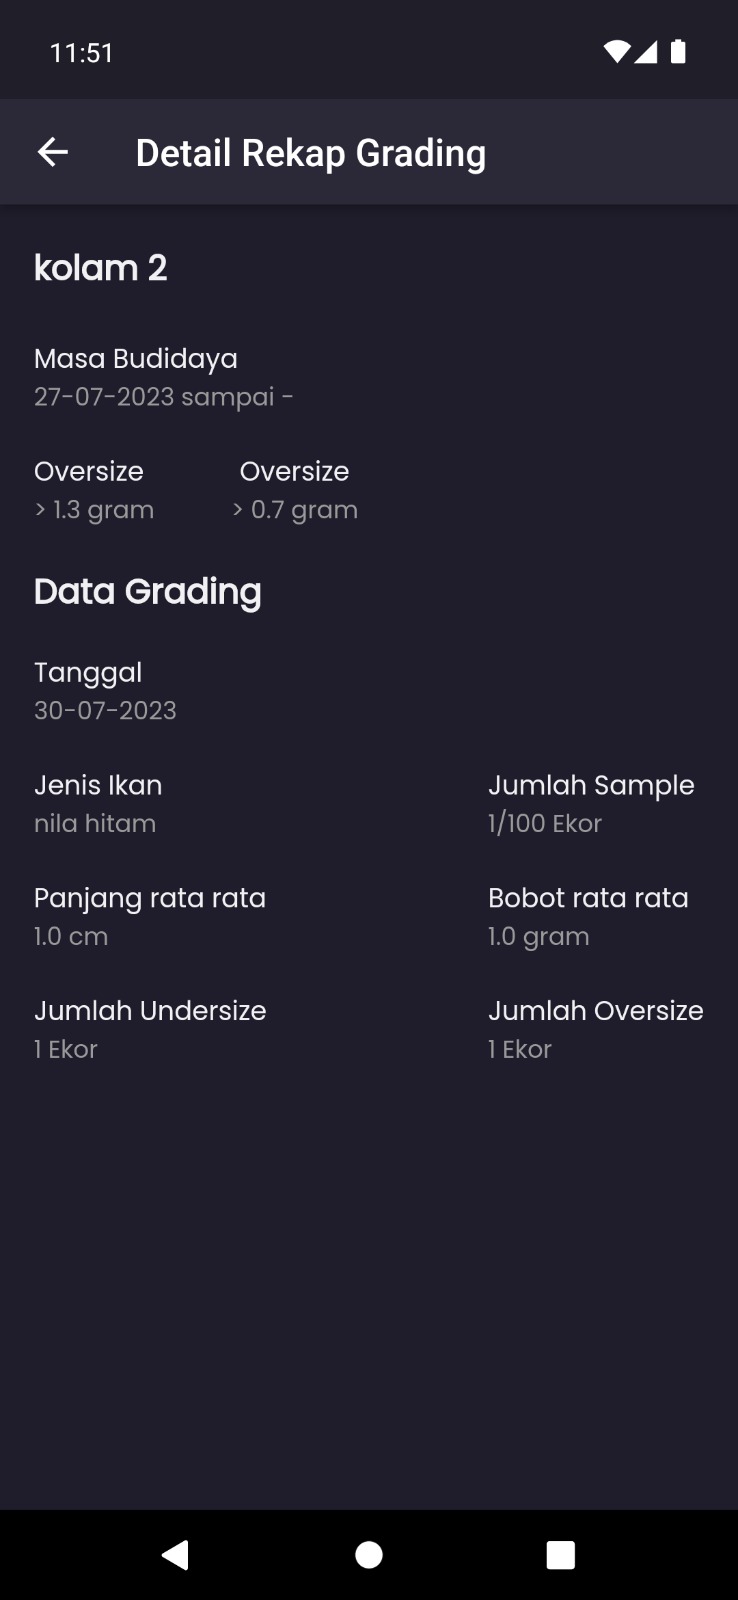 11:51
Detail Rekap Grading
kolam 2
Masa Budidaya
27-07-2023 sampai -
Oversize Oversize
> 1.3 gram > 0.7 gram
Data Grading
Tanggal
30-07-2023
Jenis Ikan Jumlah Sample
nila hitam 1/100 Ekor
Panjang rata rata Bobot rata rata
1.0 cm 1.0 gram
Jumlah Undersize Jumlah Oversize
1 Ekor 1 Ekor